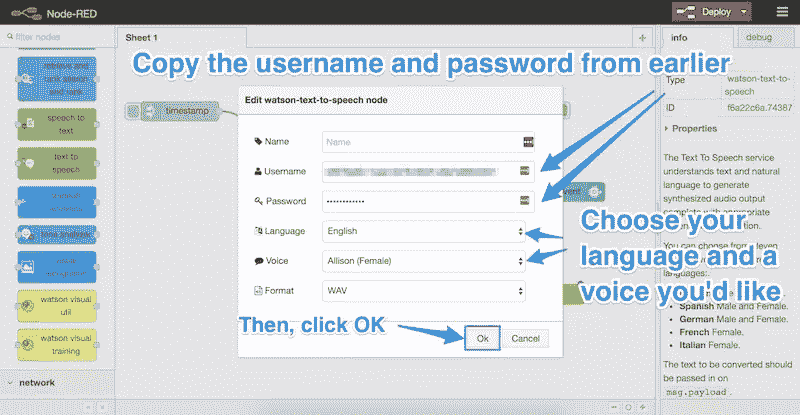 Node-RED
Deploy
filter nodes
Sheet 1
info
debug
Copy the username and password from earlier
Type
watson-text-to-speech
ID
f6a22c6a.74387
Properties
timestamp
Edit watson-text-to-speech node
Name
Name
Username
Password
••••••••••••
Language
English
Voice
Allison (Female)
Format
WAV
Ok
Cancel
Choose your
language and a
voice you'd like
Then, click OK
speech to
text
text to
speech
watson visual
util
watson visual
training
network
The Text To Speech
service
understands text and
natural
language to
generate
synthesized audio output
complete with appropriate
You can choose from
languages:
Spanish Male and Female.
German Male and Female.
French Female.
Italian Female.
The text to be converted should
be passed in on
msg.payload.